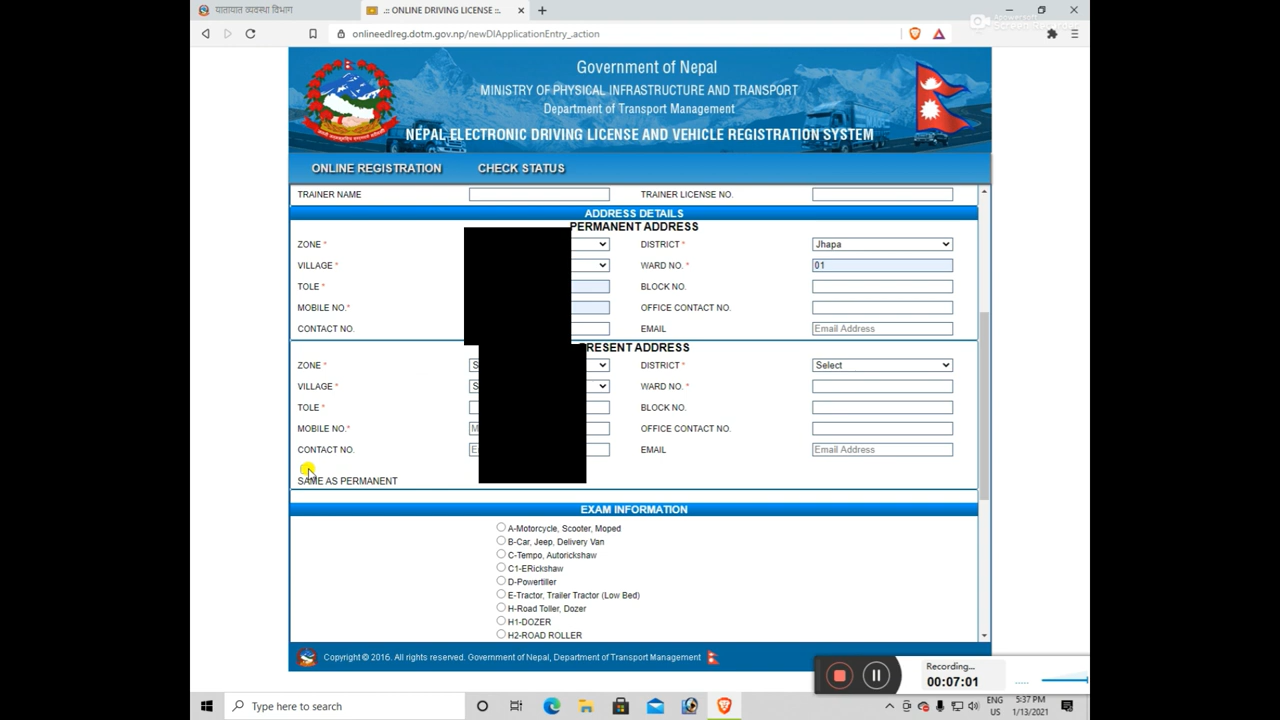 यातायात व्यवस्था विभाग
.:: ONLINE DRIVING LICENSE ::.
onlineedlreg.dotm.gov.np/newDlApplicationEntry_.action
Apowersoft
Screen Recorder
Government of Nepal
MINISTRY OF PHYSICAL INFRASTRUCTURE AND TRANSPORT
Department of Transport Management
NEPAL ELECTRONIC DRIVING LICENSE AND VEHICLE REGISTRATION SYSTEM
ONLINE REGISTRATION CHECK STATUS
TRAINER NAME TRAINER LICENSE NO.
ADDRESS DETAILS
PERMANENT ADDRESS
ZONE * DISTRICT * Jhapa
VILLAGE * WARD NO. * 01
TOLE * BLOCK NO.
MOBILE NO.* OFFICE CONTACT NO.
CONTACT NO. EMAIL Email Address
RESENT ADDRESS
ZONE * S DISTRICT * Select
VILLAGE * S WARD NO. *
TOLE * BLOCK NO.
MOBILE NO.* M OFFICE CONTACT NO.
CONTACT NO. E EMAIL Email Address
SAME AS PERMANENT
EXAM INFORMATION
A-Motorcycle, Scooter, Moped
B-Car, Jeep, Delivery Van
C-Tempo, Autorickshaw
C1-ERickshaw
D-Powertiller
E-Tractor, Trailer Tractor (Low Bed)
H-Road Toller, Dozer
H1-DOZER
H2-ROAD ROLLER
Copyright © 2016. All rights reserved. Government of Nepal, Department of Transport Management
Recording...
00:07:01
Type here to search
ENG
US
5:37 PM
1/13/2021